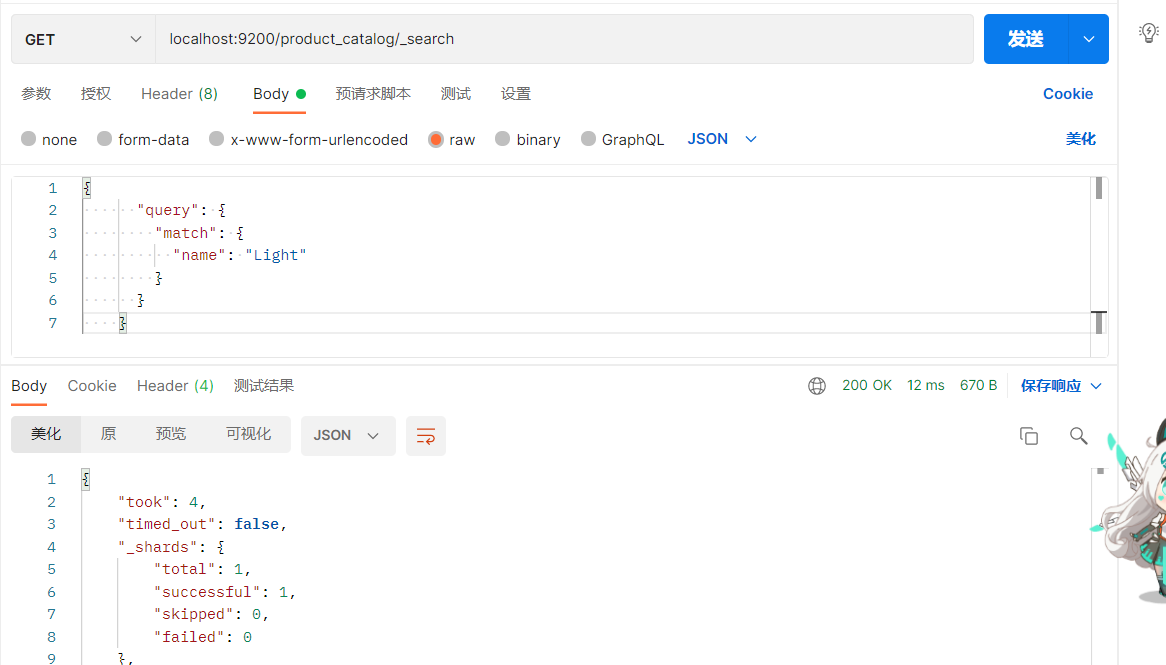 GET localhost:9200/product_catalog/_search 发送
参数 授权 Header (8) Body 预请求脚本 测试 设置 Cookie
none form-data x-www-form-urlencoded raw binary GraphQL JSON 美化
1 {
2 "query": {
3 "match": {
4 "name": "Light"
5 }
6 }
7 }
Body Cookie Header (4) 测试结果 200 OK 12 ms 670 B 保存响应
美化 原 预览 可视化 JSON
1 {
2 "took": 4,
3 "timed_out": false,
4 "_shards": {
5 "total": 1,
6 "successful": 1,
7 "skipped": 0,
8 "failed": 0
9 },